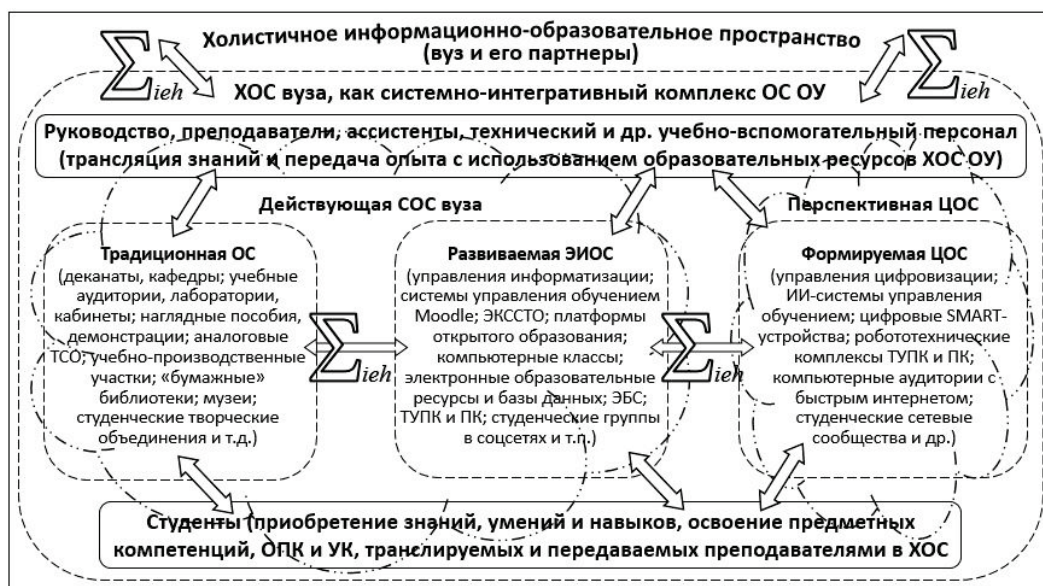 Холистичное информационно-образовательное пространство
(вуз и его партнеры)
∑ieh
∑ieh
ХОС вуза, как системно-интегративный комплекс ОС ОУ
Руководство, преподаватели, ассистенты, технический и др. учебно-вспомогательный персонал
(трансляция знаний и передача опыта с использованием образовательных ресурсов ХОС ОУ)
Действующая СОС вуза
Перспективная ЦОС
Традиционная ОС
(деканаты, кафедры; учебные
аудитории, лаборатории,
кабинеты; наглядные пособия,
демонстрации; аналоговые
ТСО; учебно-производственные
участки; «бумажные»
библиотеки; музеи;
студенческие творческие
объединения и т.д.)
∑ieh
Развиваемая ЭИОС
(управления информатизации;
системы управления обучением
Moodle; ЭКССТО; платформы
открытого образования;
компьютерные классы;
электронные образовательные
ресурсы и базы данных; ЭБС;
ТУПК и ПК; студенческие группы
в соцсетях и т.п.)
∑ieh
Формируемая ЦОС
(управления цифровизации;
ИИ-системы управления
обучением; цифровые SMART-
устройства; робототехнические
комплексы ТУПК и ПК;
компьютерные аудитории с
быстрым интернетом;
студенческие сетевые
сообщества и др.)
Студенты (приобретение знаний, умений и навыков, освоение предметных
компетенций, ОПК и УК, транслируемых и передаваемых преподавателями в ХОС